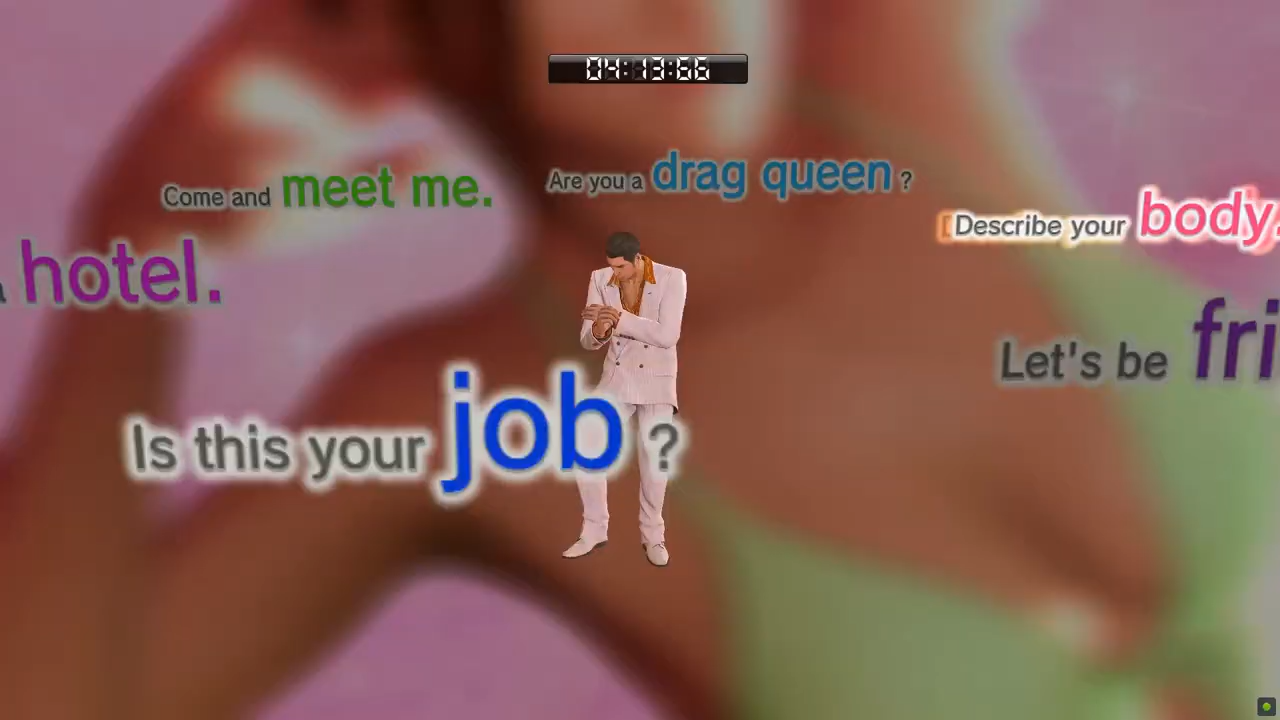 04:13:66
Come and meet me.
Are you a drag queen ?
[Describe your body.
hotel.
Let's be fri
Is this your job ?